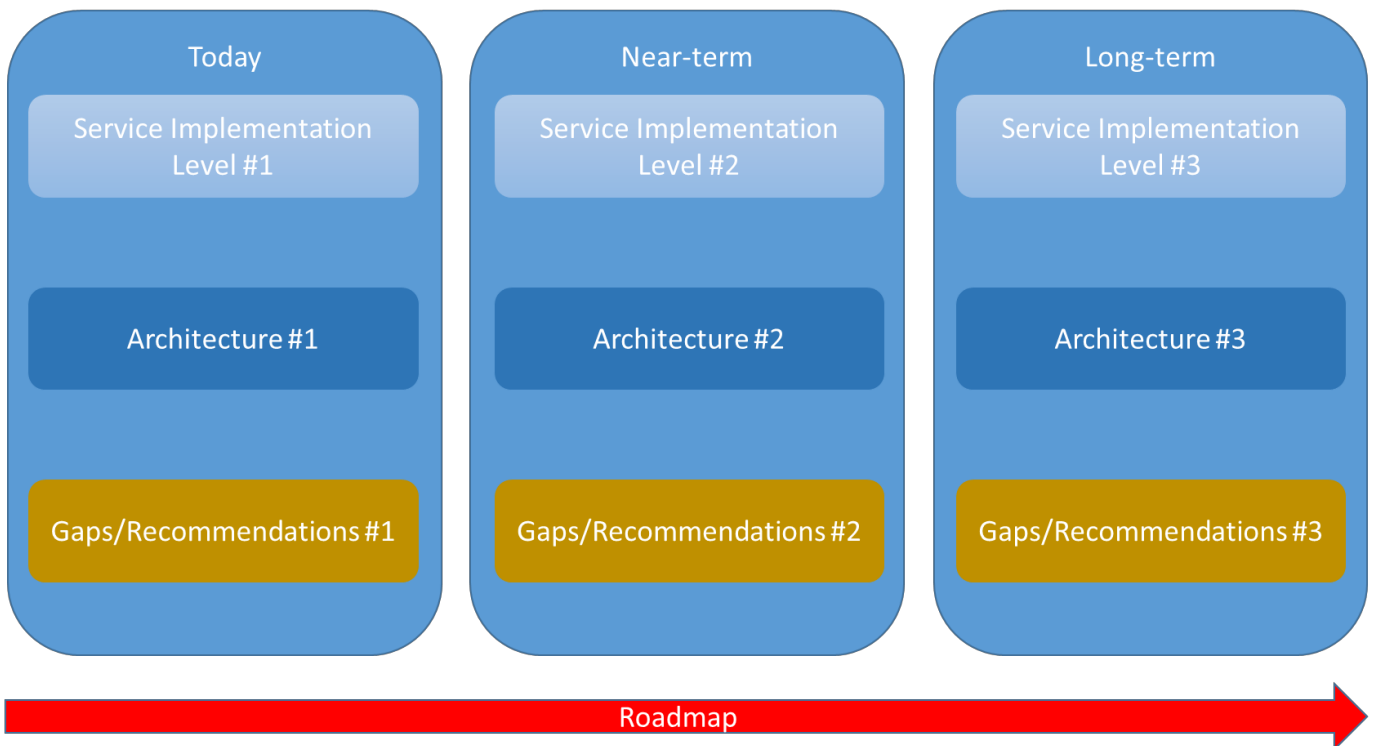 Today
Service Implementation
Level #1
Architecture #1
Gaps/Recommendations #1
Near-term
Service Implementation
Level #2
Architecture #2
Gaps/Recommendations #2
Long-term
Service Implementation
Level #3
Architecture #3
Gaps/Recommendations #3
Roadmap